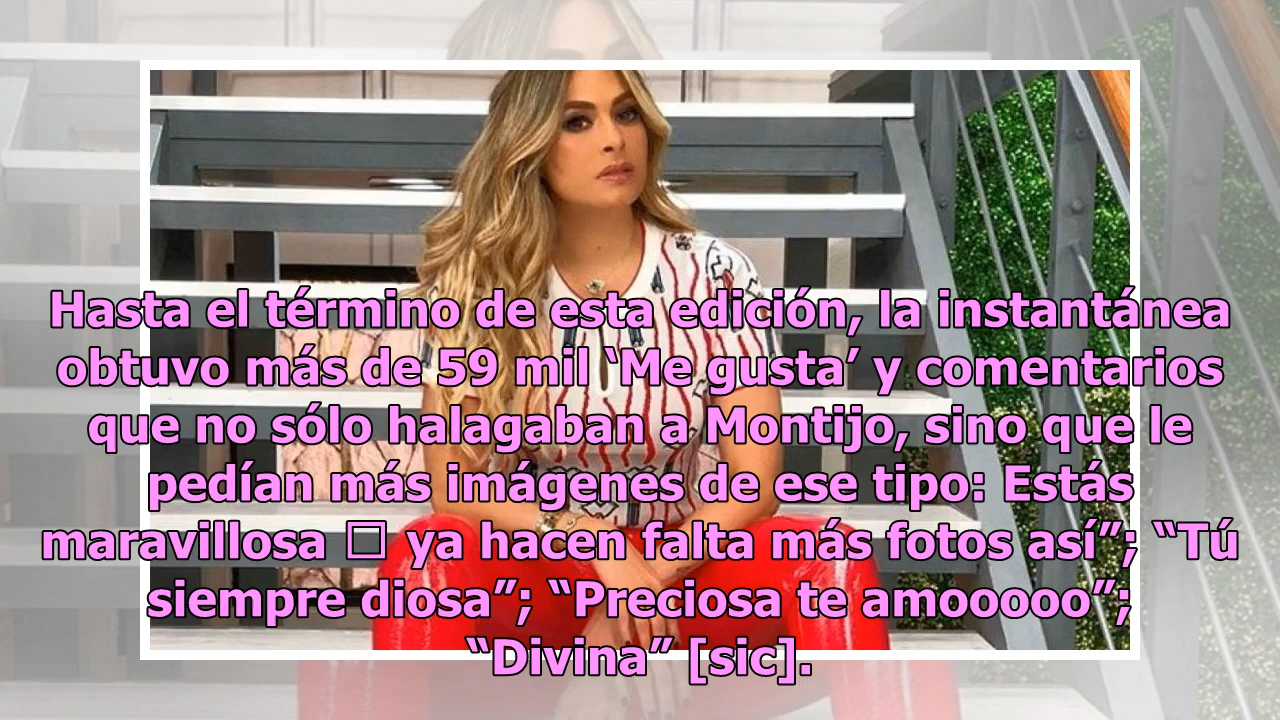 Hasta el término de esta edición, la instantánea
obtuvo más de 59 mil ‘Me gusta’ y comentarios
que no sólo halagaban a Montijo, sino que le
pedían más imágenes de ese tipo: Estás
maravillosa □ ya hacen falta más fotos así”; “Tú
siempre diosa”; “Preciosa te amooooo”;
“Divina” [sic].